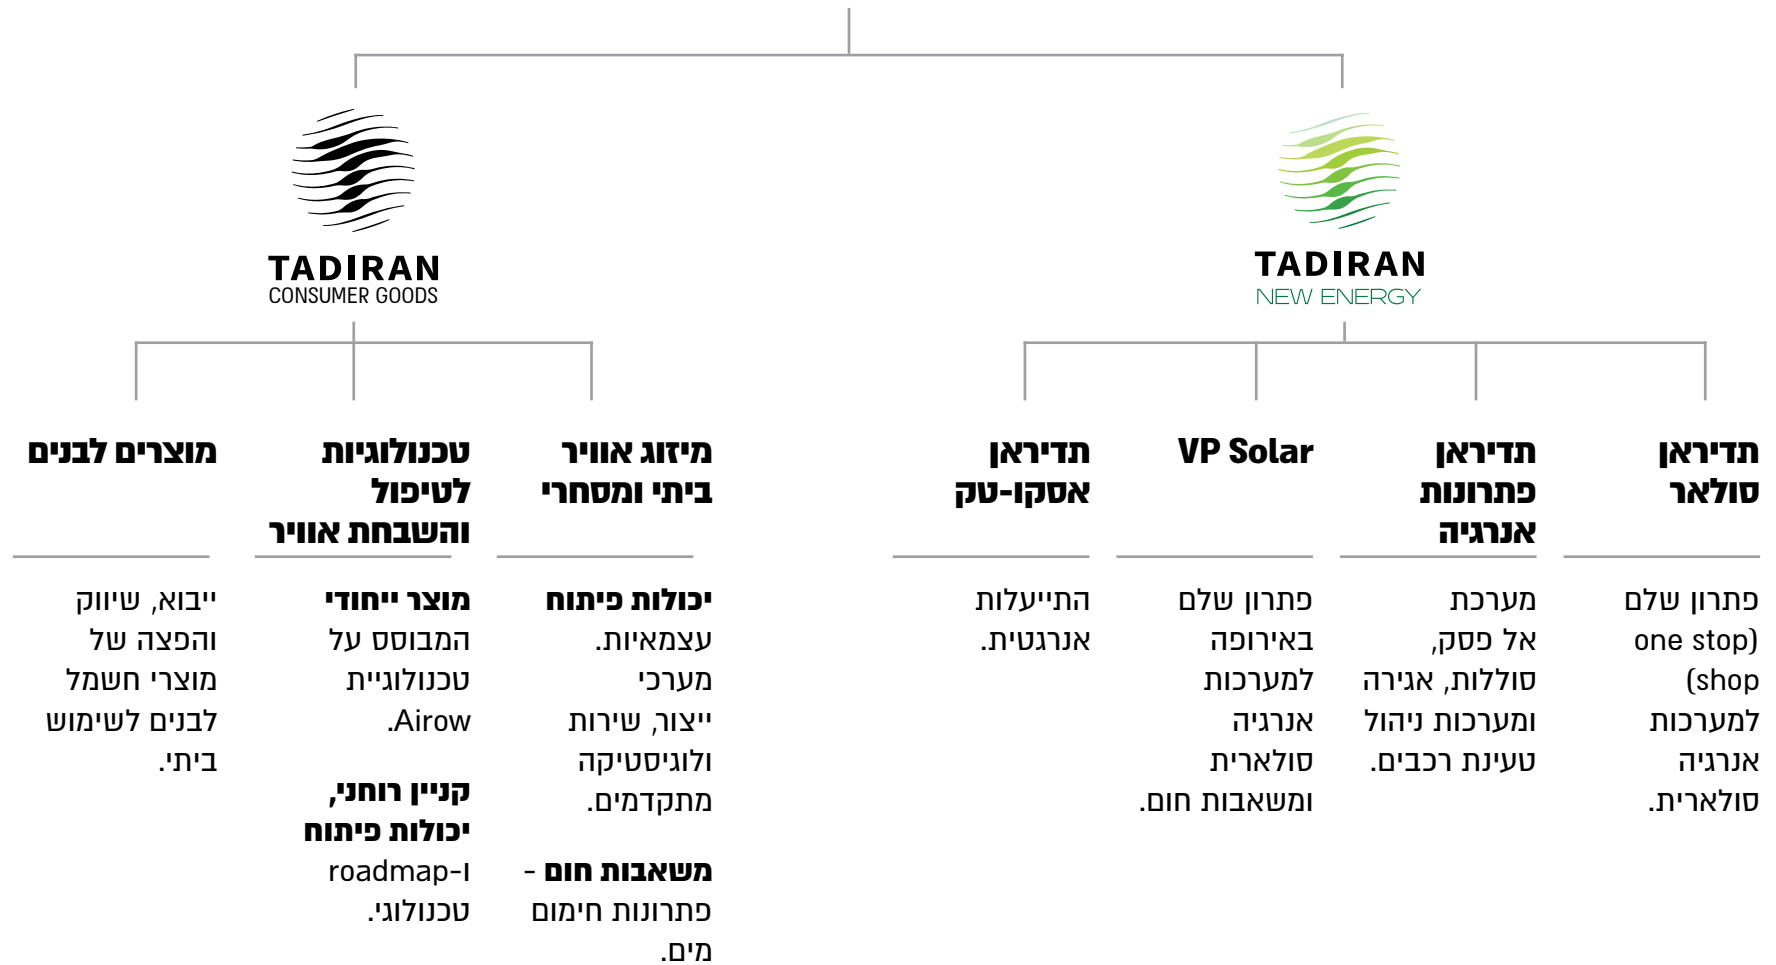 TADIRAN
NEW ENERGY
תדיראן
סולאר
פתרון שלם
(one stop
shop)
למערכות
אנרגיה
סולארית.
תדיראן
פתרונות
אנרגיה
מערכת
אל פסק,
סוללות, אגירה
ומערכות ניהול
טעינת רכבים.
VP Solar
פתרון שלם
באירופה
למערכות
אנרגיה
סולארית
ומשאבות חום.
תדיראן
אסקו-טק
התייעלות
אנרגטית.
TADIRAN
CONSUMER GOODS
מיזוג אוויר
ביתי ומסחרי
יכולות פיתוח
עצמאיות.
מערכי
ייצור, שירות
ולוגיסטיקה
מתקדמים.
משאבות חום -
פתרונות חימום
מים.
טכנולוגיות
לטיפול
והשבחת אוויר
מוצר ייחודי
המבוסס על
טכנולוגיית
Airow.
קניין רוחני,
יכולות פיתוח
ו-roadmap
טכנולוגי.
מוצרים לבנים
ייבוא, שיווק
והפצה של
מוצרי חשמל
לבנים לשימוש
ביתי.